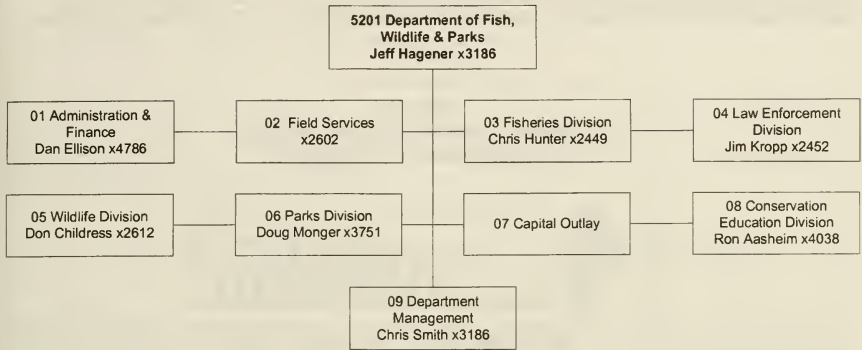 5201 Department of Fish,
Wildlife & Parks
Jeff Hagener x3186
01 Administration &
Finance
Dan Ellison x4786
02 Field Services
x2602
03 Fisheries Division
Chris Hunter x2449
04 Law Enforcement
Division
Jim Kropp x2452
05 Wildlife Division
Don Childress x2612
06 Parks Division
Doug Monger x3751
07 Capital Outlay
08 Conservation
Education Division
Ron Aasheim x4038
09 Department
Management
Chris Smith x3186